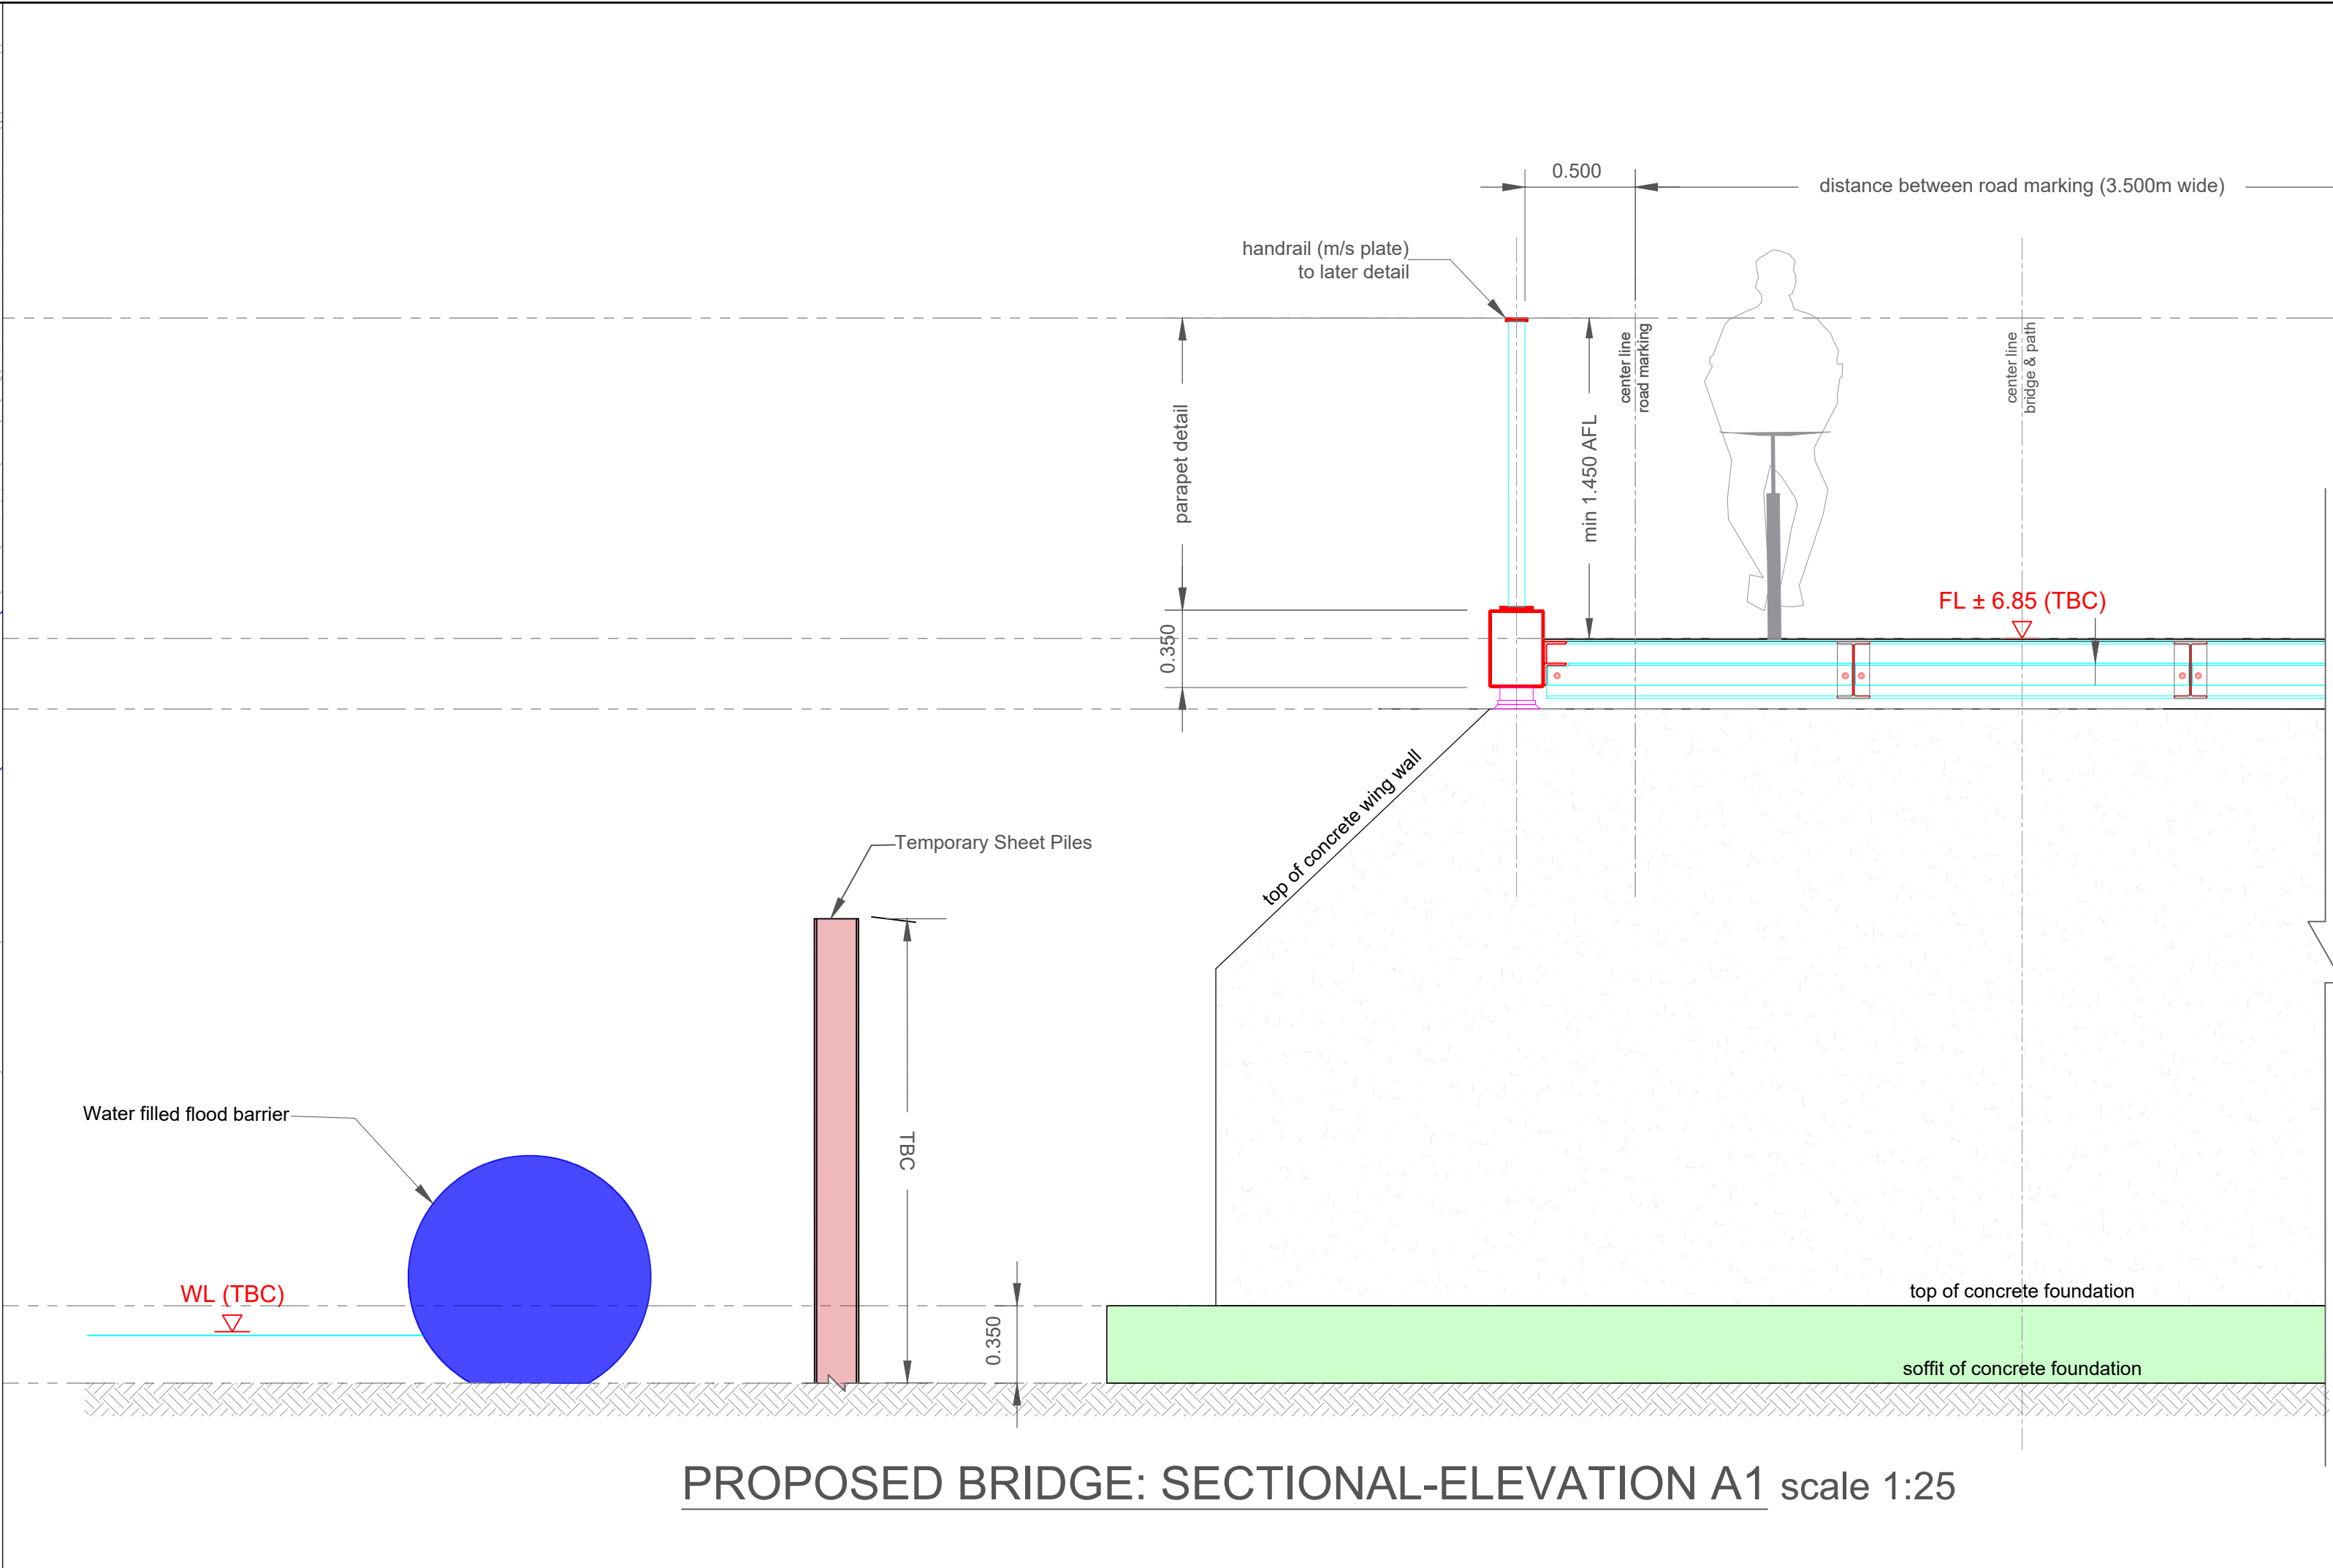 0.500
distance between road marking (3.500m wide)
handrail (m/s plate)
to later detail
center line
road marking
center line
bridge & path
parapet detail
min 1.450 AFL
FL ± 6.85 (TBC)
0.350
top of concrete wing wall
Temporary Sheet Piles
Water filled flood barrier
TBC
WL (TBC)
top of concrete foundation
0.350
soffit of concrete foundation
PROPOSED BRIDGE: SECTIONAL-ELEVATION A1 scale 1:25